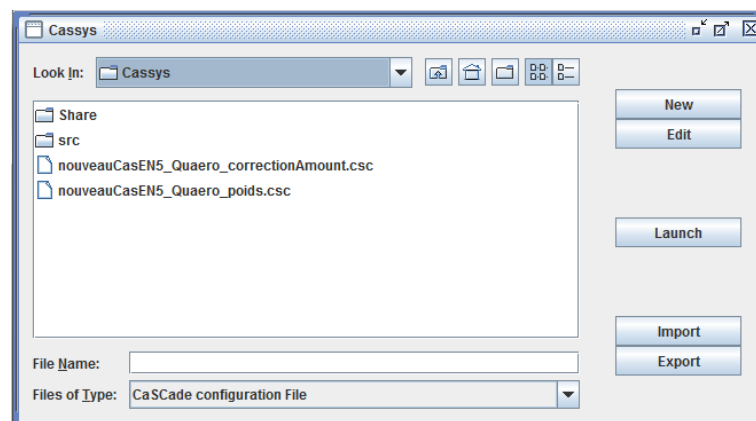 Cassys
Look In: Cassys
Share
src
nouveauCasEN5_Quaero_correctionAmount.csc
nouveauCasEN5_Quaero_poids.csc
File Name:
Files of Type: CaSCade configuration File
New
Edit
Launch
Import
Export